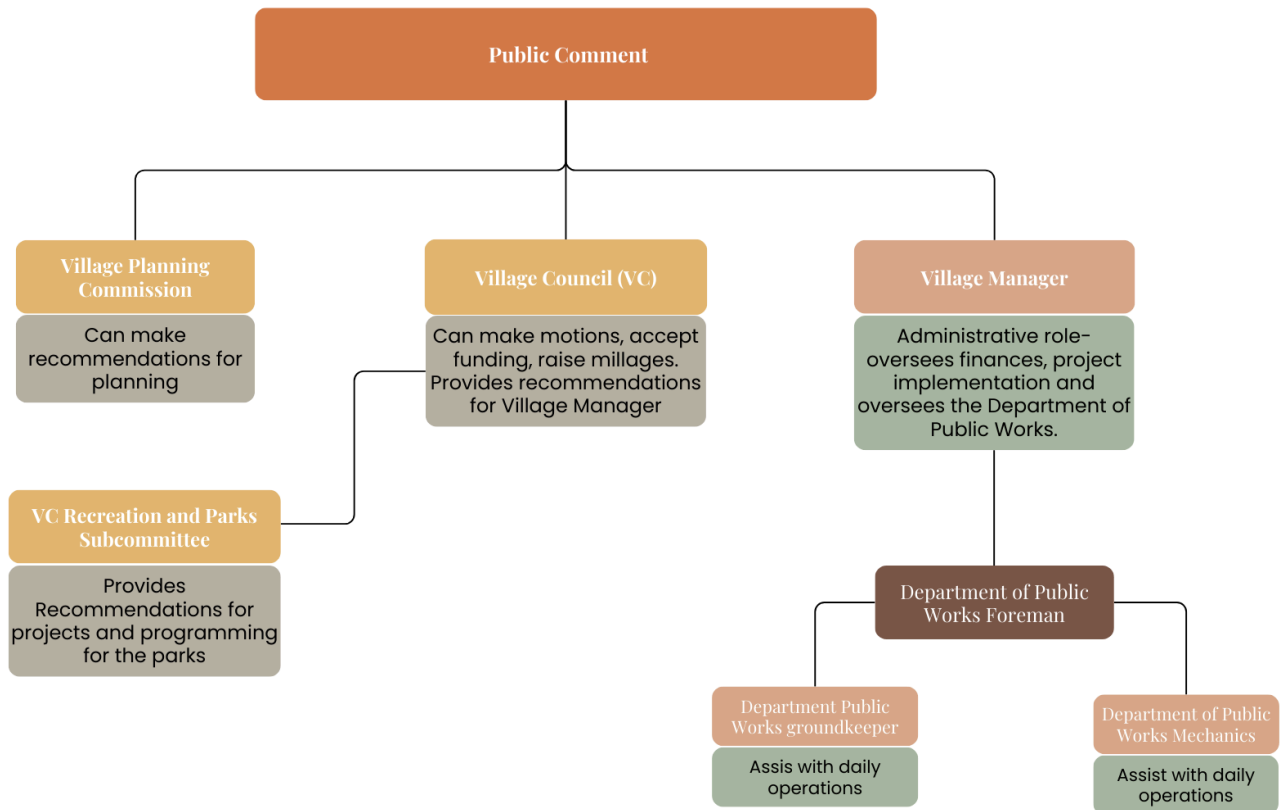 Public Comment
Village Planning
Commission
Can make
recommendations for
planning
Village Council (VC)
Can make motions, accept
funding, raise millages.
Provides recommendations
for Village Manager
Village Manager
Administrative role-
oversees finances, project
implementation and
oversees the Department of
Public Works.
VC Recreation and Parks
Subcommittee
Provides
Recommendations for
projects and programming
for the parks
Department of Public
Works Foreman
Department Public
Works groundkeeper
Assis with daily
operations
Department of Public
Works Mechanics
Assist with daily
operations